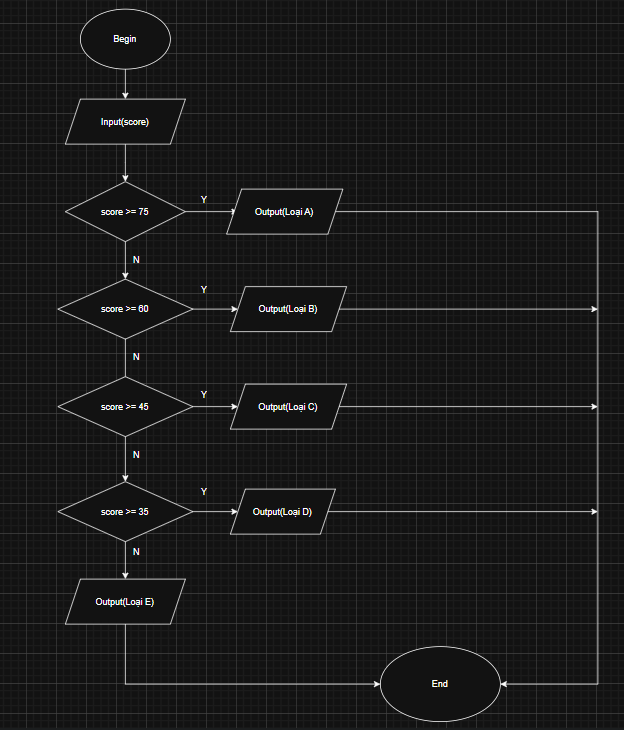 Begin
Input(score)
score >= 75
Y
Output(Loại A)
N
score >= 60
Y
Output(Loại B)
N
score >= 45
Y
Output(Loại C)
N
score >= 35
Y
Output(Loại D)
N
Output(Loại E)
End